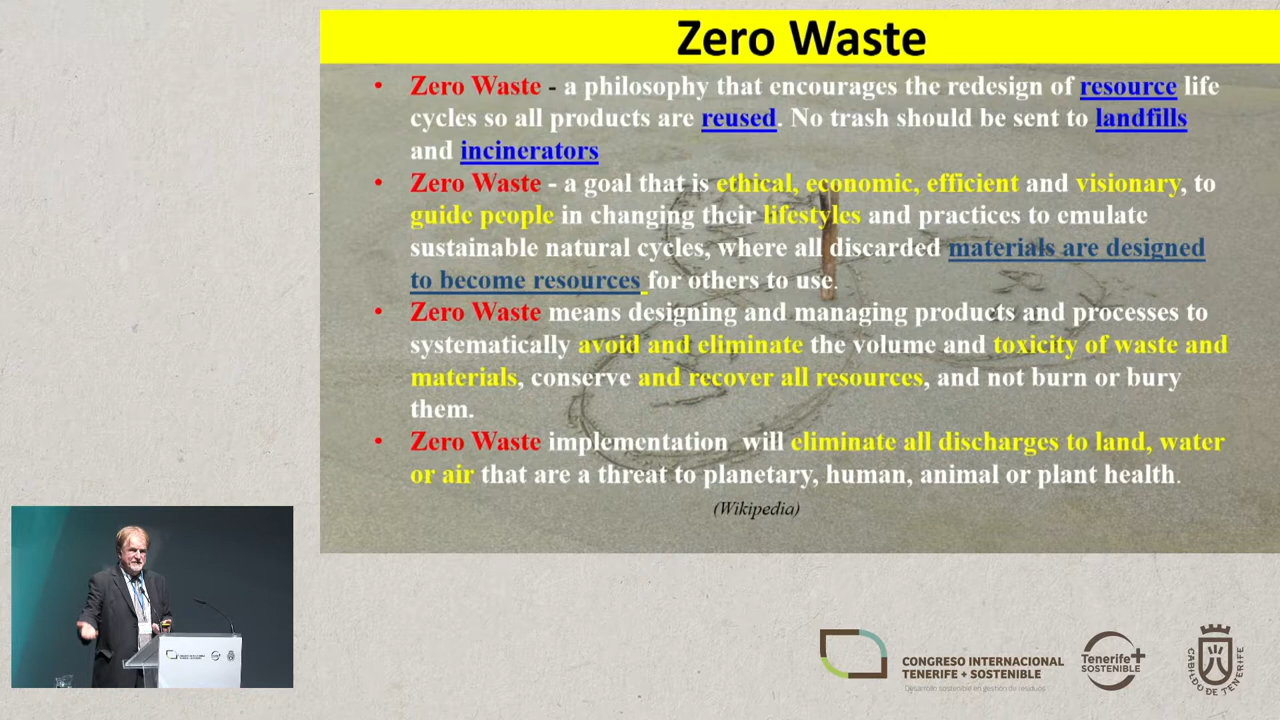 Zero Waste
• Zero Waste - a philosophy that encourages the redesign of resource life
cycles so all products are reused. No trash should be sent to landfills
and incinerators
• Zero Waste - a goal that is ethical, economic, efficient and visionary, to
guide people in changing their lifestyles and practices to emulate
sustainable natural cycles, where all discarded materials are designed
to become resources for others to use.
• Zero Waste means designing and managing products and processes to
systematically avoid and eliminate the volume and toxicity of waste and
materials, conserve and recover all resources, and not burn or bury
them.
• Zero Waste implementation will eliminate all discharges to land, water
or air that are a threat to planetary, human, animal or plant health.
(Wikipedia)
CONGRESO INTERNACIONAL
TENERIFE + SOSTENIBLE
Desarrollo sostenible en gestión de residuos
Tenerife+
SOSTENIBLE
CABILDO DE TENERIFE